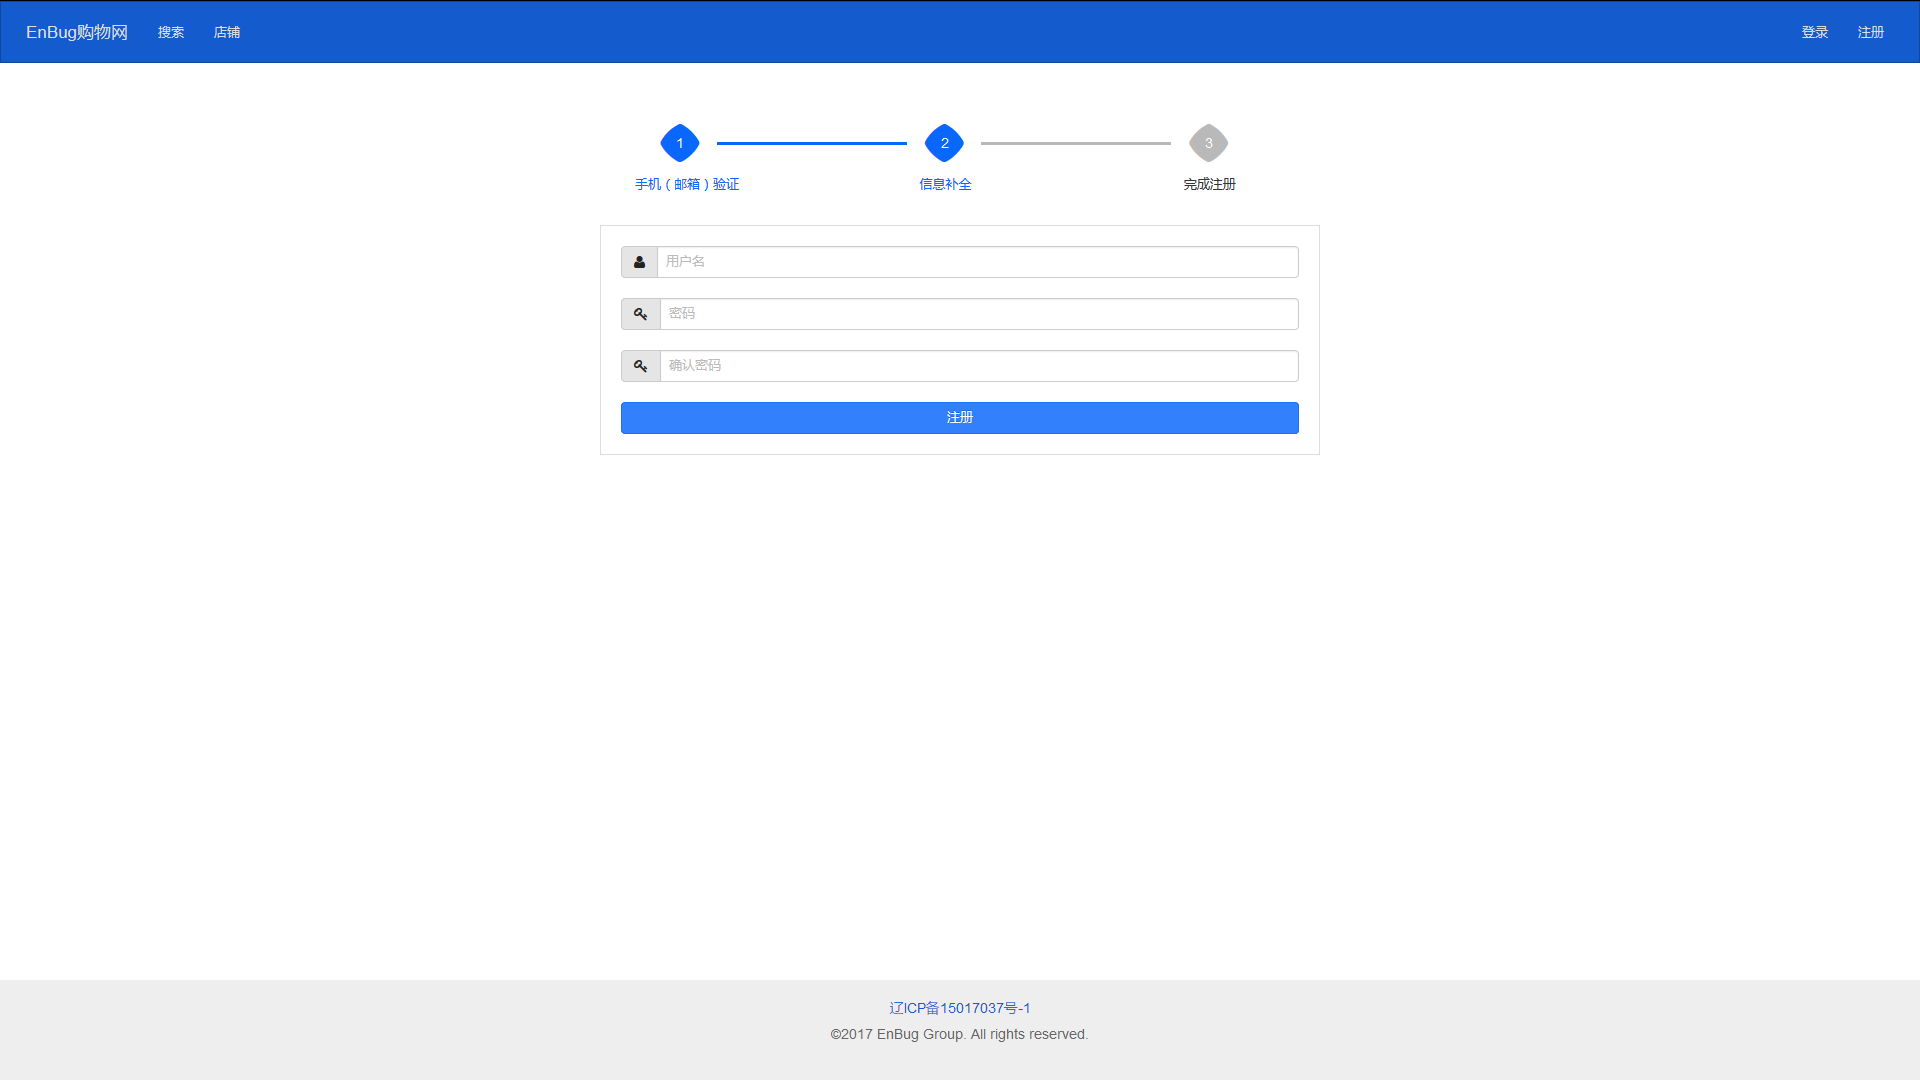 EnBug购物网 搜索 店铺 登录 注册
1 2 3
手机（邮箱）验证 信息补全 完成注册
用户名
密码
确认密码
注册
辽ICP备15017037号-1
©2017 EnBug Group. All rights reserved.